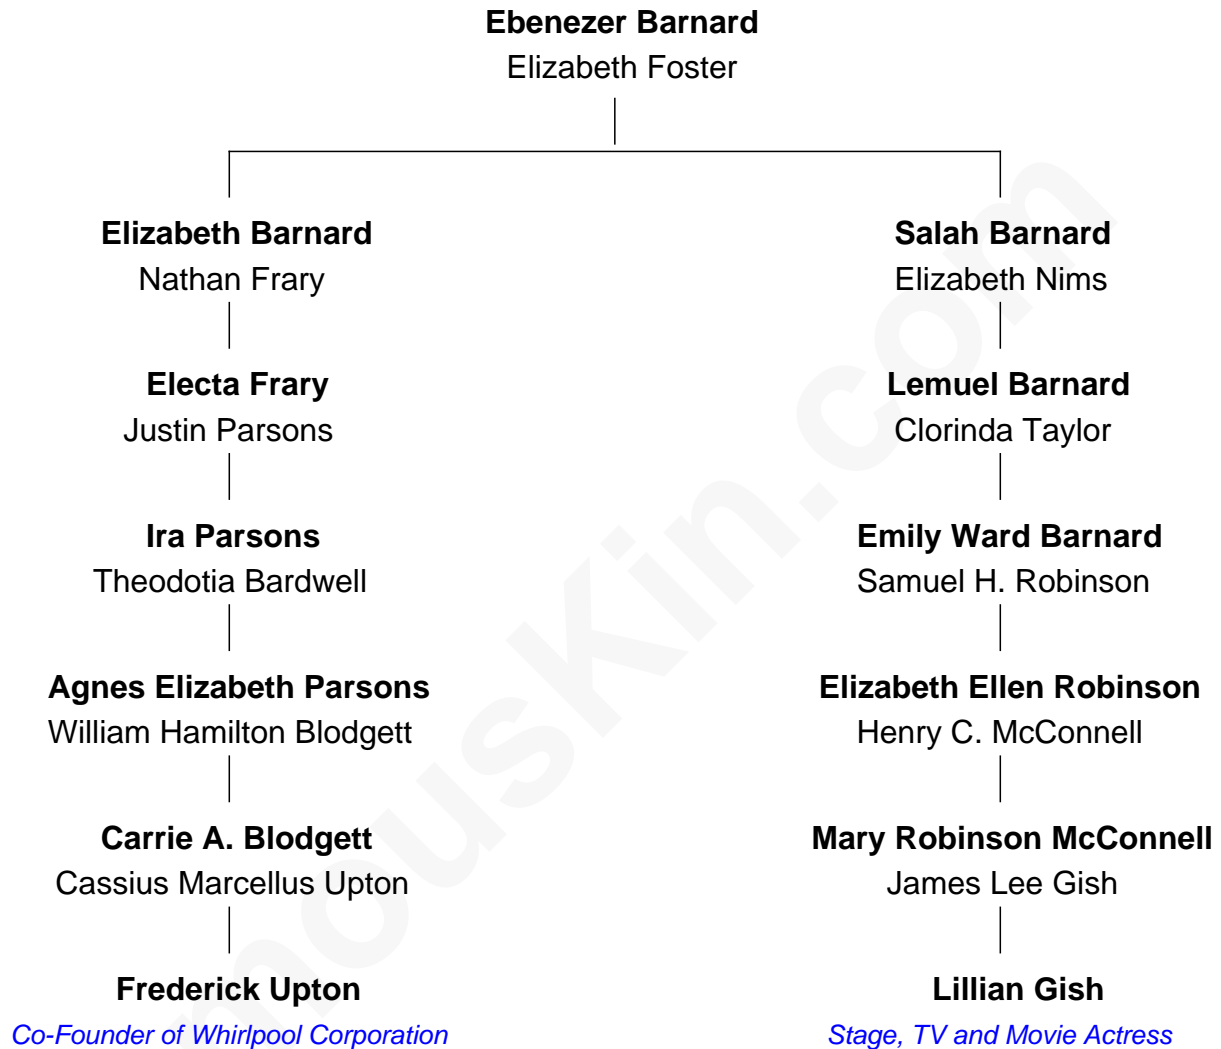 Ebenezer Barnard
Elizabeth Foster
Elizabeth Barnard
Nathan Frary
Salah Barnard
Elizabeth Nims
Electa Frary
Justin Parsons
Lemuel Barnard
Clorinda Taylor
Ira Parsons
Theodotia Bardwell
Emily Ward Barnard
Samuel H. Robinson
Agnes Elizabeth Parsons
William Hamilton Blodgett
Elizabeth Ellen Robinson
Henry C. McConnell
Carrie A. Blodgett
Cassius Marcellus Upton
Mary Robinson McConnell
James Lee Gish
Frederick Upton
Co-Founder of Whirlpool Corporation
Lillian Gish
Stage, TV and Movie Actress
mousKin.com